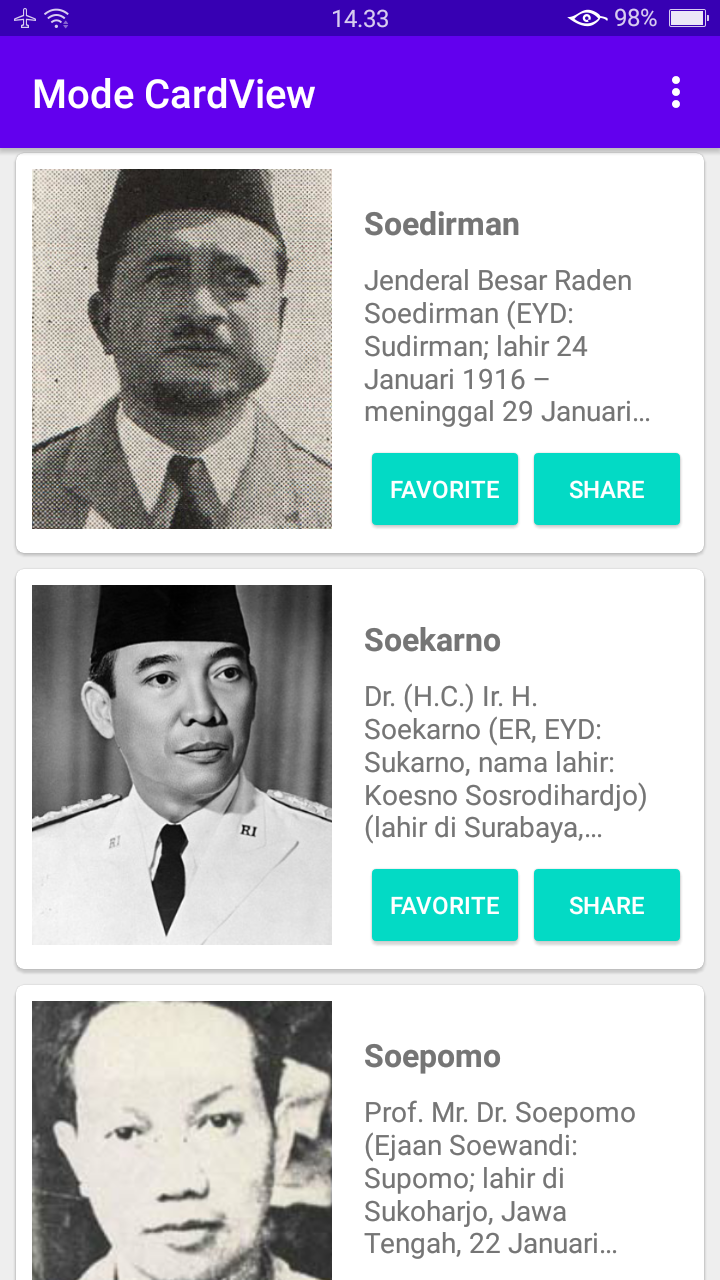 14.33
98%
Mode CardView
Soedirman
Jenderal Besar Raden
Soedirman (EYD:
Sudirman; lahir 24
Januari 1916 –
meninggal 29 Januari…
FAVORITE
SHARE
Soekarno
Dr. (H.C.) Ir. H.
Soekarno (ER, EYD:
Sukarno, nama lahir:
Koesno Sosrodihardjo)
(lahir di Surabaya,…
RI
RI
FAVORITE
SHARE
Soepomo
Prof. Mr. Dr. Soepomo
(Ejaan Soewandi:
Supomo; lahir di
Sukoharjo, Jawa
Tengah, 22 Januari…